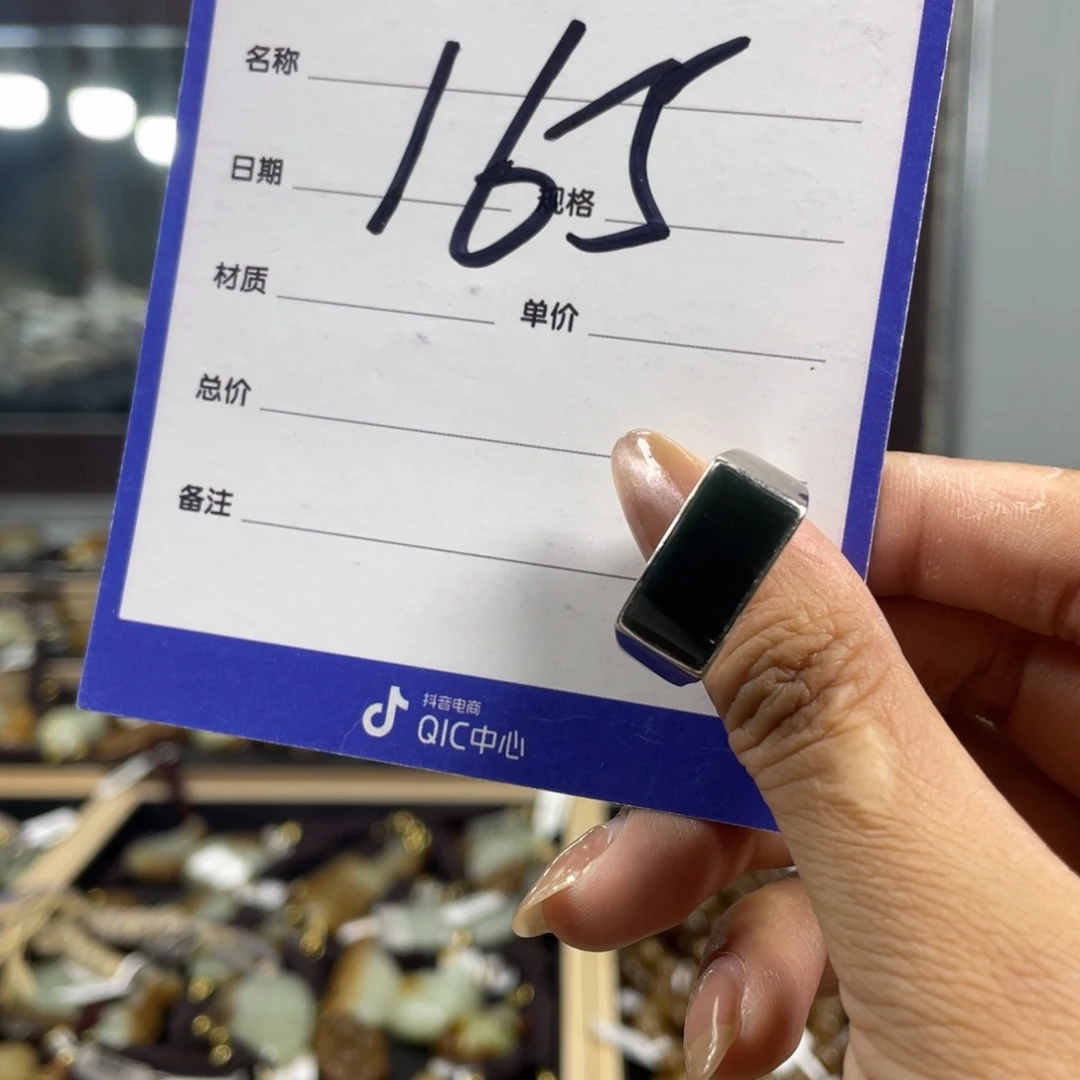 名称
165
日期 规格
材质 单价
总价
备注
抖音电商
QIC中心